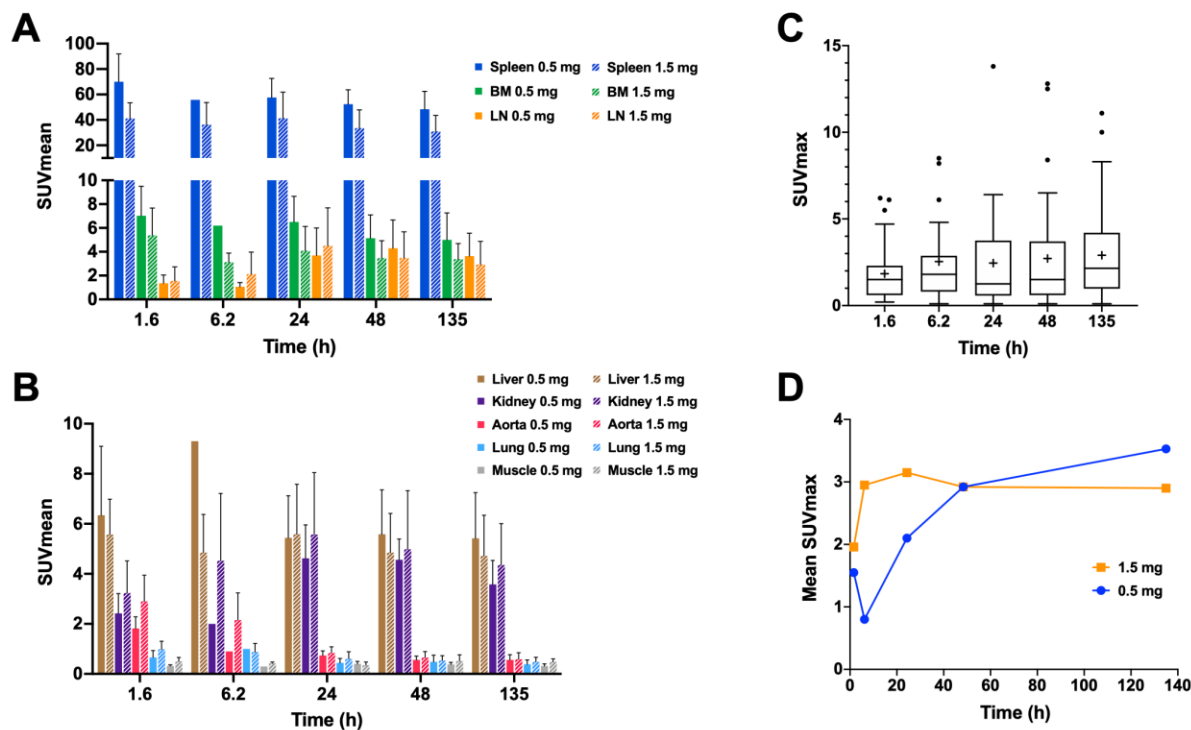 A
100
80
60
40
20
10
8
6
4
2
0
SUVmean
1.6 6.2 24 48 135
Time (h)
Spleen 0.5 mg Spleen 1.5 mg
BM 0.5 mg BM 1.5 mg
LN 0.5 mg LN 1.5 mg
C
15
10
5
0
SUVmax
1.6 6.2 24 48 135
Time (h)
B
10
8
6
4
2
0
SUVmean
1.6 6.2 24 48 135
Time (h)
Liver 0.5 mg Liver 1.5 mg
Kidney 0.5 mg Kidney 1.5 mg
Aorta 0.5 mg Aorta 1.5 mg
Lung 0.5 mg Lung 1.5 mg
Muscle 0.5 mg Muscle 1.5 mg
D
4
3
2
1
0
Mean SUVmax
0 20 40 60 80 100 120 140
Time (h)
1.5 mg
0.5 mg